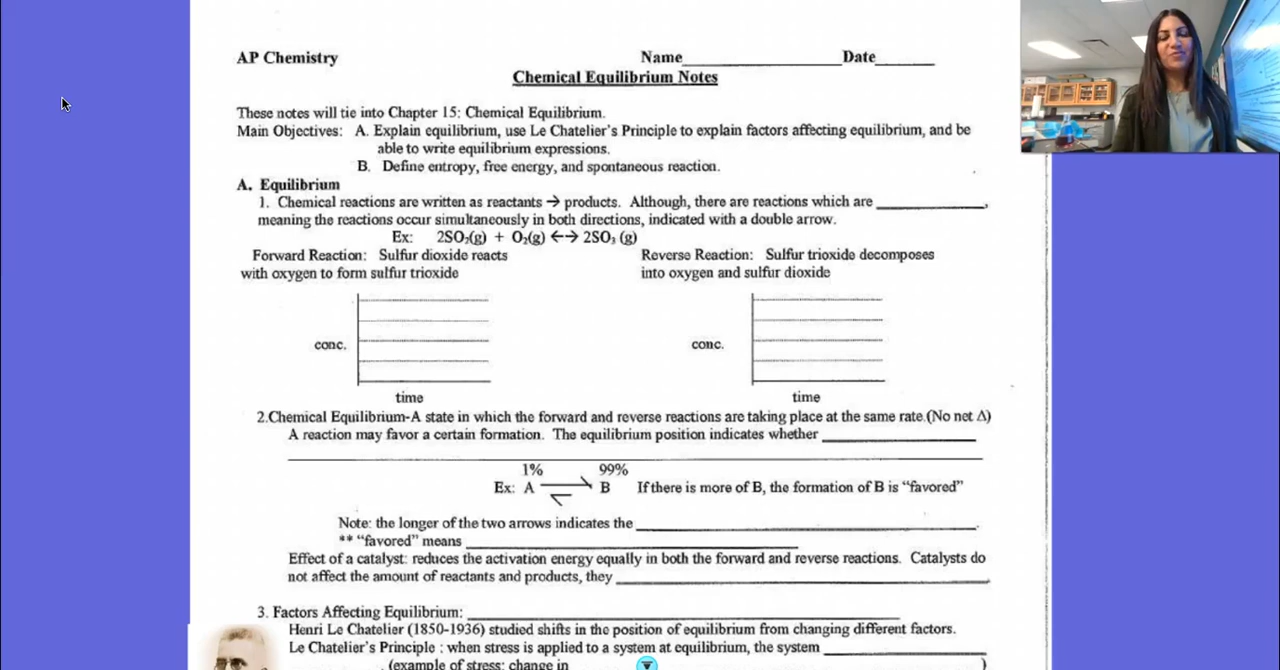 AP Chemistry Name_______________Date______
Chemical Equilibrium Notes
These notes will tie into Chapter 15: Chemical Equilibrium.
Main Objectives: A. Explain equilibrium, use Le Chatelier's Principle to explain factors affecting equilibrium, and be
able to write equilibrium expressions.
B. Define entropy, free energy, and spontaneous reaction.
A. Equilibrium
1. Chemical reactions are written as reactants → products. Although, there are reactions which are ____________,
meaning the reactions occur simultaneously in both directions, indicated with a double arrow.
Ex: 2SO₂(g) + O₂(g) ←→ 2SO₃ (g)
Forward Reaction: Sulfur dioxide reacts
with oxygen to form sulfur trioxide
Reverse Reaction: Sulfur trioxide decomposes
into oxygen and sulfur dioxide
conc.
time
conc.
time
2.Chemical Equilibrium-A state in which the forward and reverse reactions are taking place at the same rate.(No net Δ)
A reaction may favor a certain formation. The equilibrium position indicates whether _______________
1% 99%
Ex: A B If there is more of B, the formation of B is "favored"
Note: the longer of the two arrows indicates the _______________.
** "favored" means _______________
Effect of a catalyst: reduces the activation energy equally in both the forward and reverse reactions. Catalysts do
not affect the amount of reactants and products, they _______________.
3. Factors Affecting Equilibrium: _______________
Henri Le Chatelier (1850-1936) studied shifts in the position of equilibrium from changing different factors.
Le Chatelier's Principle : when stress is applied to a system at equilibrium, the system _______________
. (example of stress: change in _______________)